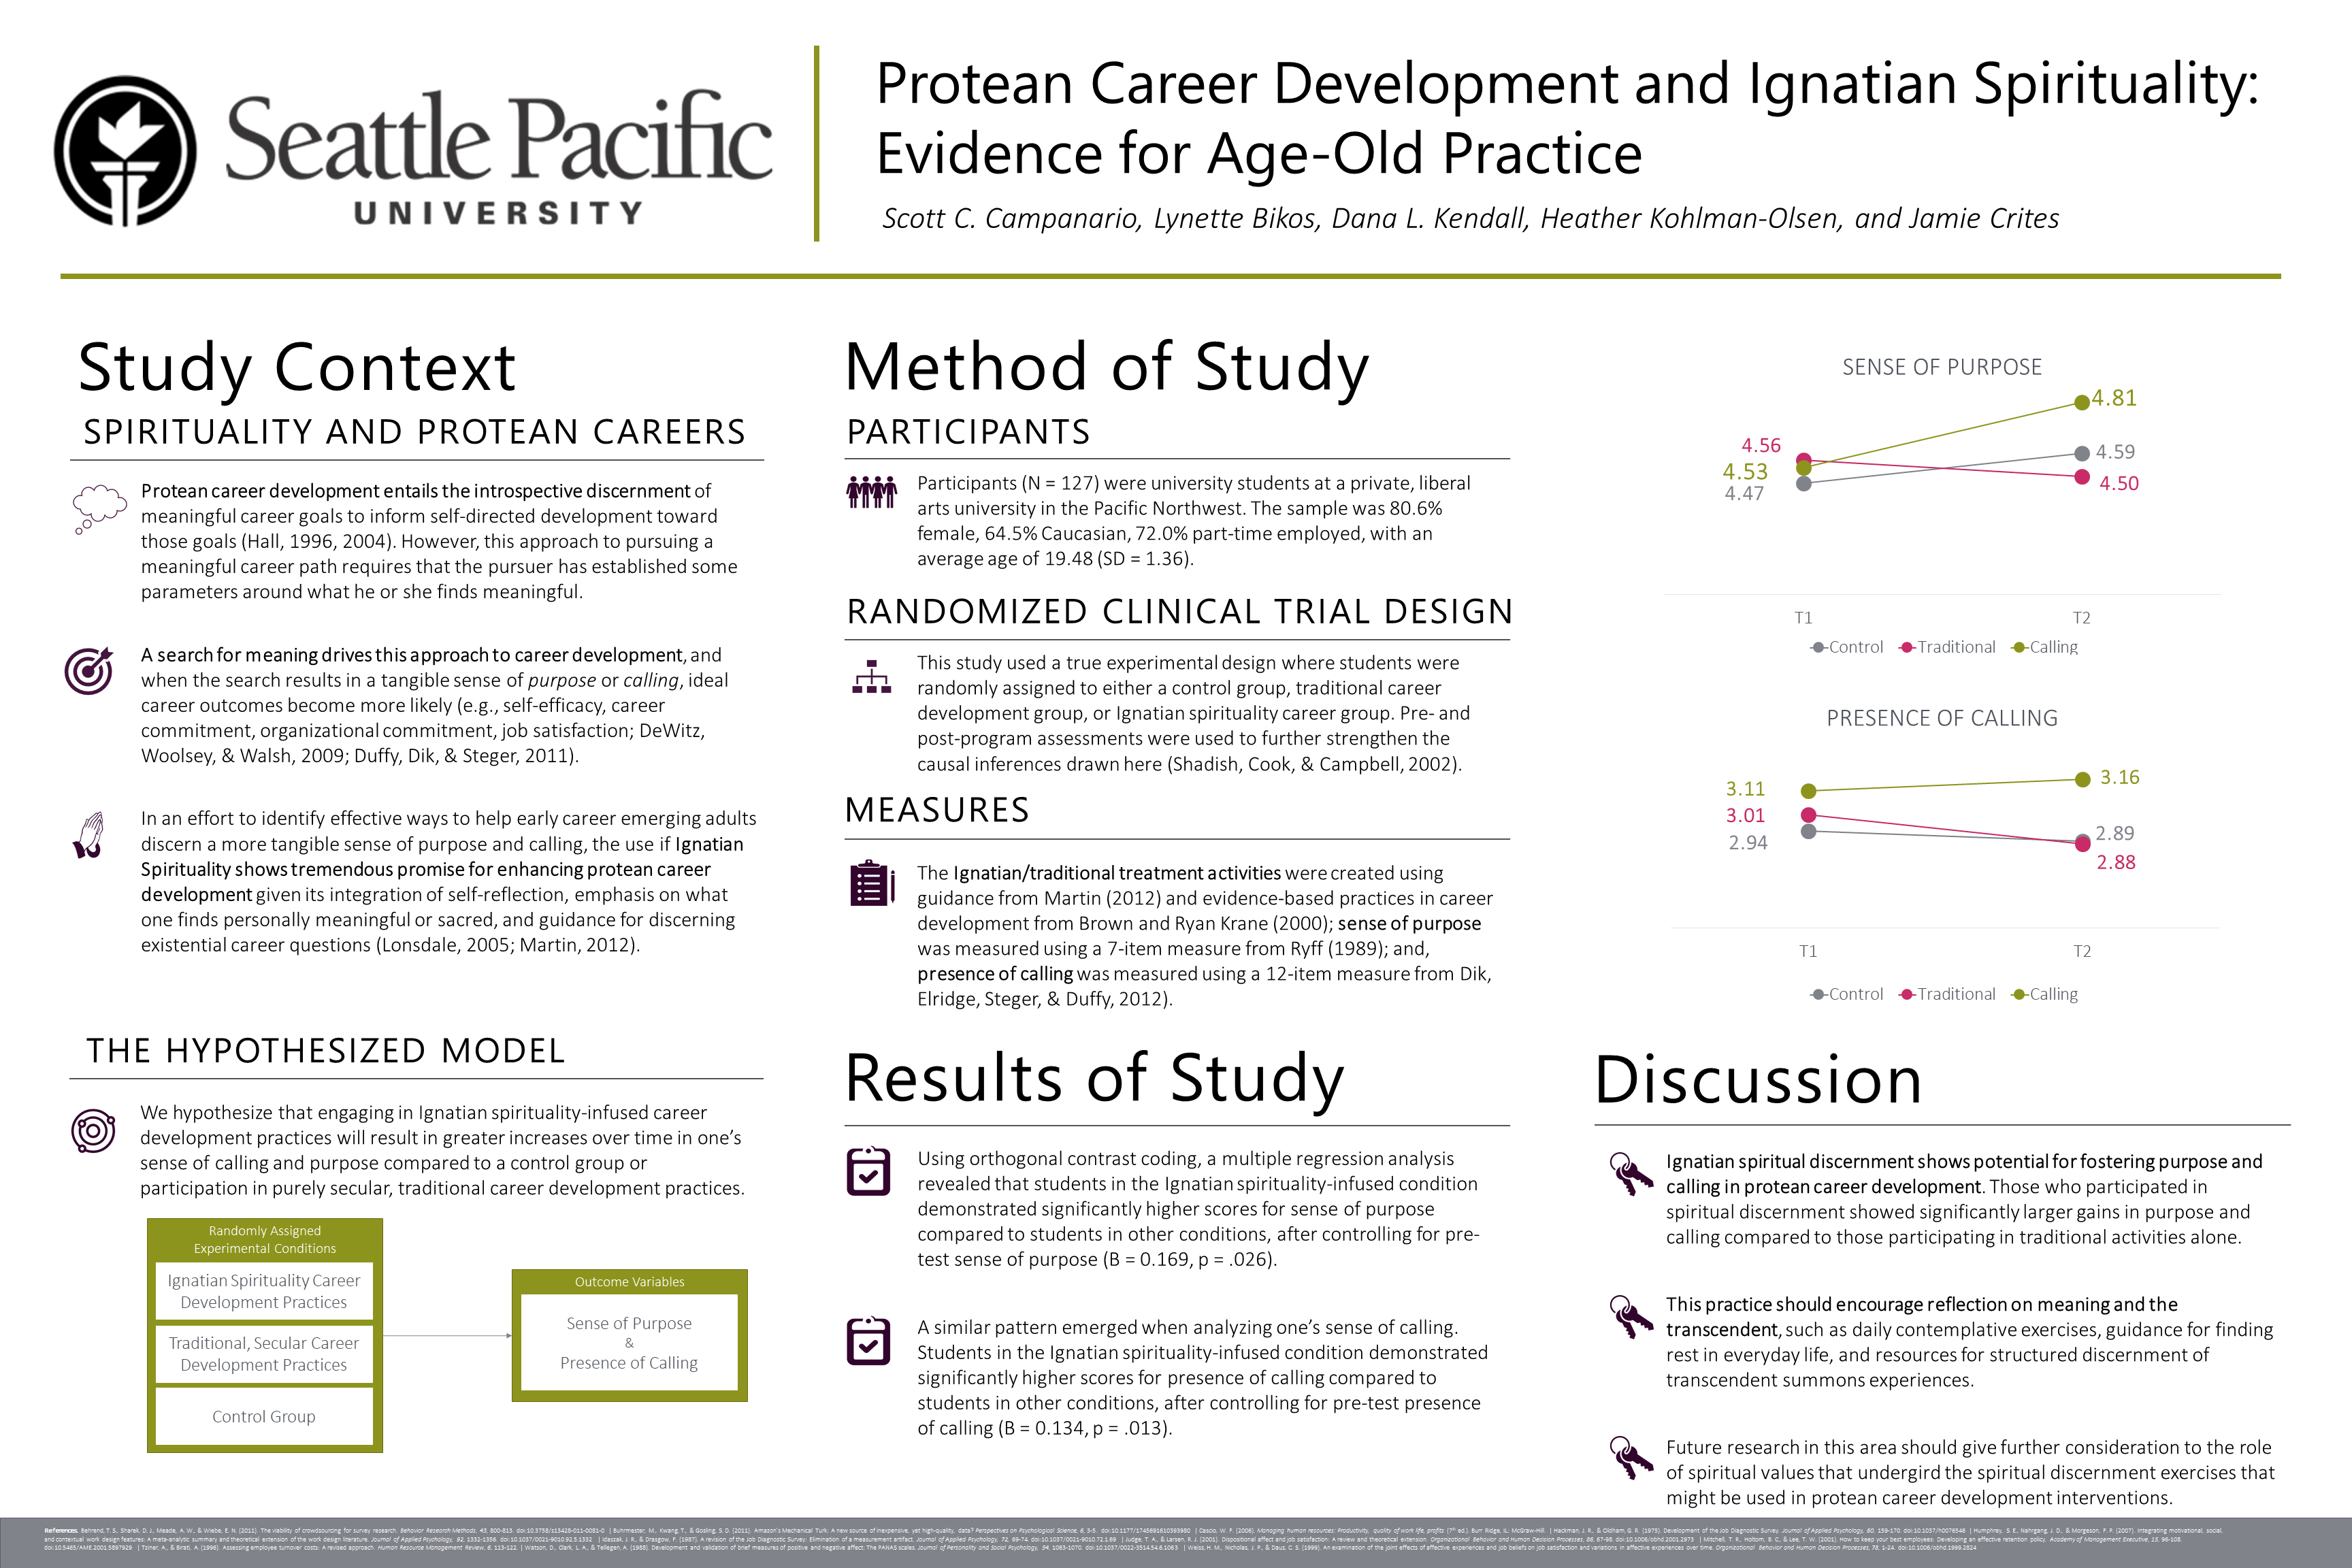 Seattle Pacific
UNIVERSITY
Protean Career Development and Ignatian Spirituality:
Evidence for Age-Old Practice
Scott C. Campanario, Lynette Bikos, Dana L. Kendall, Heather Kohlman-Olsen, and Jamie Crites
Study Context
SPIRITUALITY AND PROTEAN CAREERS
Protean career development entails the introspective discernment of
meaningful career goals to inform self-directed development toward
those goals (Hall, 1996, 2004). However, this approach to pursuing a
meaningful career path requires that the pursuer has established some
parameters around what he or she finds meaningful.
A search for meaning drives this approach to career development, and
when the search results in a tangible sense of purpose or calling, ideal
career outcomes become more likely (e.g., self-efficacy, career
commitment, organizational commitment, job satisfaction; DeWitz,
Woolsey, & Walsh, 2009; Duffy, Dik, & Steger, 2011).
In an effort to identify effective ways to help early career emerging adults
discern a more tangible sense of purpose and calling, the use if Ignatian
Spirituality shows tremendous promise for enhancing protean career
development given its integration of self-reflection, emphasis on what
one finds personally meaningful or sacred, and guidance for discerning
existential career questions (Lonsdale, 2005; Martin, 2012).
THE HYPOTHESIZED MODEL
We hypothesize that engaging in Ignatian spirituality-infused career
development practices will result in greater increases over time in one's
sense of calling and purpose compared to a control group or
participation in purely secular, traditional career development practices.
Randomly Assigned
Experimental Conditions
Ignatian Spirituality Career
Development Practices
Traditional, Secular Career
Development Practices
Control Group
Outcome Variables
Sense of Purpose
&
Presence of Calling
Method of Study
PARTICIPANTS
Participants (N = 127) were university students at a private, liberal
arts university in the Pacific Northwest. The sample was 80.6%
female, 64.5% Caucasian, 72.0% part-time employed, with an
average age of 19.48 (SD = 1.36).
RANDOMIZED CLINICAL TRIAL DESIGN
This study used a true experimental design where students were
randomly assigned to either a control group, traditional career
development group, or Ignatian spirituality career group. Pre- and
post-program assessments were used to further strengthen the
causal inferences drawn here (Shadish, Cook, & Campbell, 2002).
MEASURES
The Ignatian/traditional treatment activities were created using
guidance from Martin (2012) and evidence-based practices in career
development from Brown and Ryan Krane (2000); sense of purpose
was measured using a 7-item measure from Ryff (1989); and,
presence of calling was measured using a 12-item measure from Dik,
Elridge, Steger, & Duffy, 2012).
Results of Study
Using orthogonal contrast coding, a multiple regression analysis
revealed that students in the Ignatian spirituality-infused condition
demonstrated significantly higher scores for sense of purpose
compared to students in other conditions, after controlling for pre-
test sense of purpose (B = 0.169, p = .026).
A similar pattern emerged when analyzing one's sense of calling.
Students in the Ignatian spirituality-infused condition demonstrated
significantly higher scores for presence of calling compared to
students in other conditions, after controlling for pre-test presence
of calling (B = 0.134, p = .013).
SENSE OF PURPOSE
4.81
4.56
4.59
4.53
4.50
4.47
T1 T2
Control Traditional Calling
PRESENCE OF CALLING
3.11 3.16
3.01
2.94 2.89
2.88
T1 T2
Control Traditional Calling
Discussion
Ignatian spiritual discernment shows potential for fostering purpose and
calling in protean career development. Those who participated in
spiritual discernment showed significantly larger gains in purpose and
calling compared to those participating in traditional activities alone.
This practice should encourage reflection on meaning and the
transcendent, such as daily contemplative exercises, guidance for finding
rest in everyday life, and resources for structured discernment of
transcendent summons experiences.
Future research in this area should give further consideration to the role
of spiritual values that undergird the spiritual discernment exercises that
might be used in protean career development interventions.